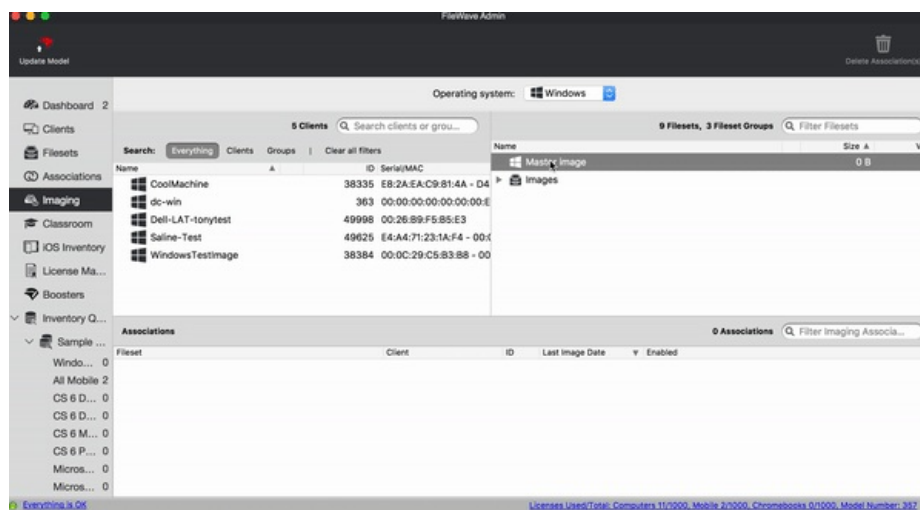 FileWave Admin
Update Model
Delete Association(s
Operating system: Windows
Dashboard 2
Clients
Filesets
Associations
Imaging
Classroom
iOS Inventory
License Ma...
Boosters
Inventory Q...
Sample ...
Windo... 0
All Mobile 2
CS 6 D... 0
CS 6 D... 0
CS 6 M... 0
CS 6 P... 0
Micros... 0
Micros... 0
5 Clients Search clients or grou...
Search: Everything Clients Groups | Clear all filters
Name ID Serial/MAC
CoolMachine 38335 E8:2A:EA:C9:81:4A - D4
dc-win 363 00:00:00:00:00:00:00:E
Dell-LAT-tonytest 49998 00:26:B9:F5:B5:E3
Saline-Test 49625 E4:A4:71:23:1A:F4 - 00:(
WindowsTestImage 38384 00:0C:29:C5:B3:B8 - 00
9 Filesets, 3 Fileset Groups Filter Filesets
Name Size V
Master Image 0 B
Images
Associations 0 Associations Filter Imaging Associa...
Fileset Client ID Last Image Date Enabled
Everything is OK Licenses Used/Total: Computers 11/1000, Mobile 2/1000, Chromebooks 0/1000, Model Number: 357